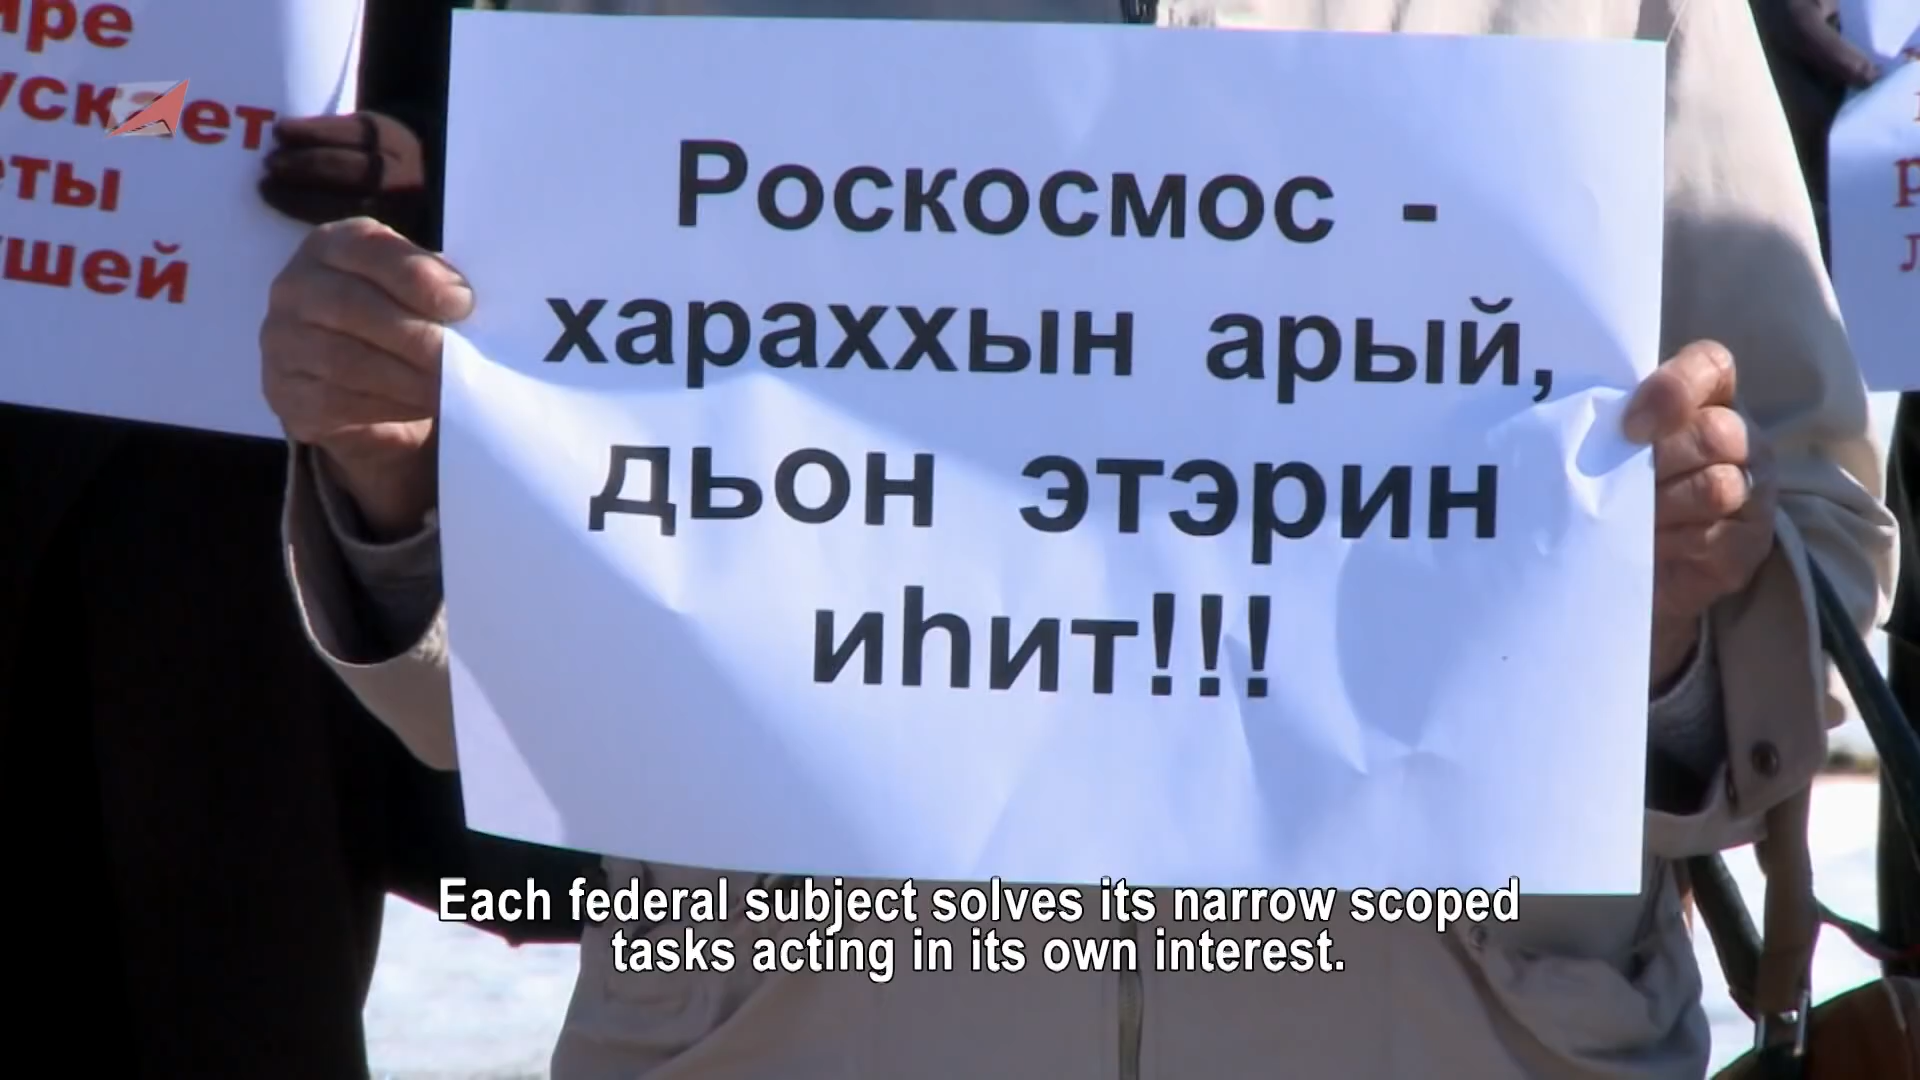 Роскосмос -
хараххын арый,
дьон этэрин
иһит!!!
Each federal subject solves its narrow scoped
tasks acting in its own interest.